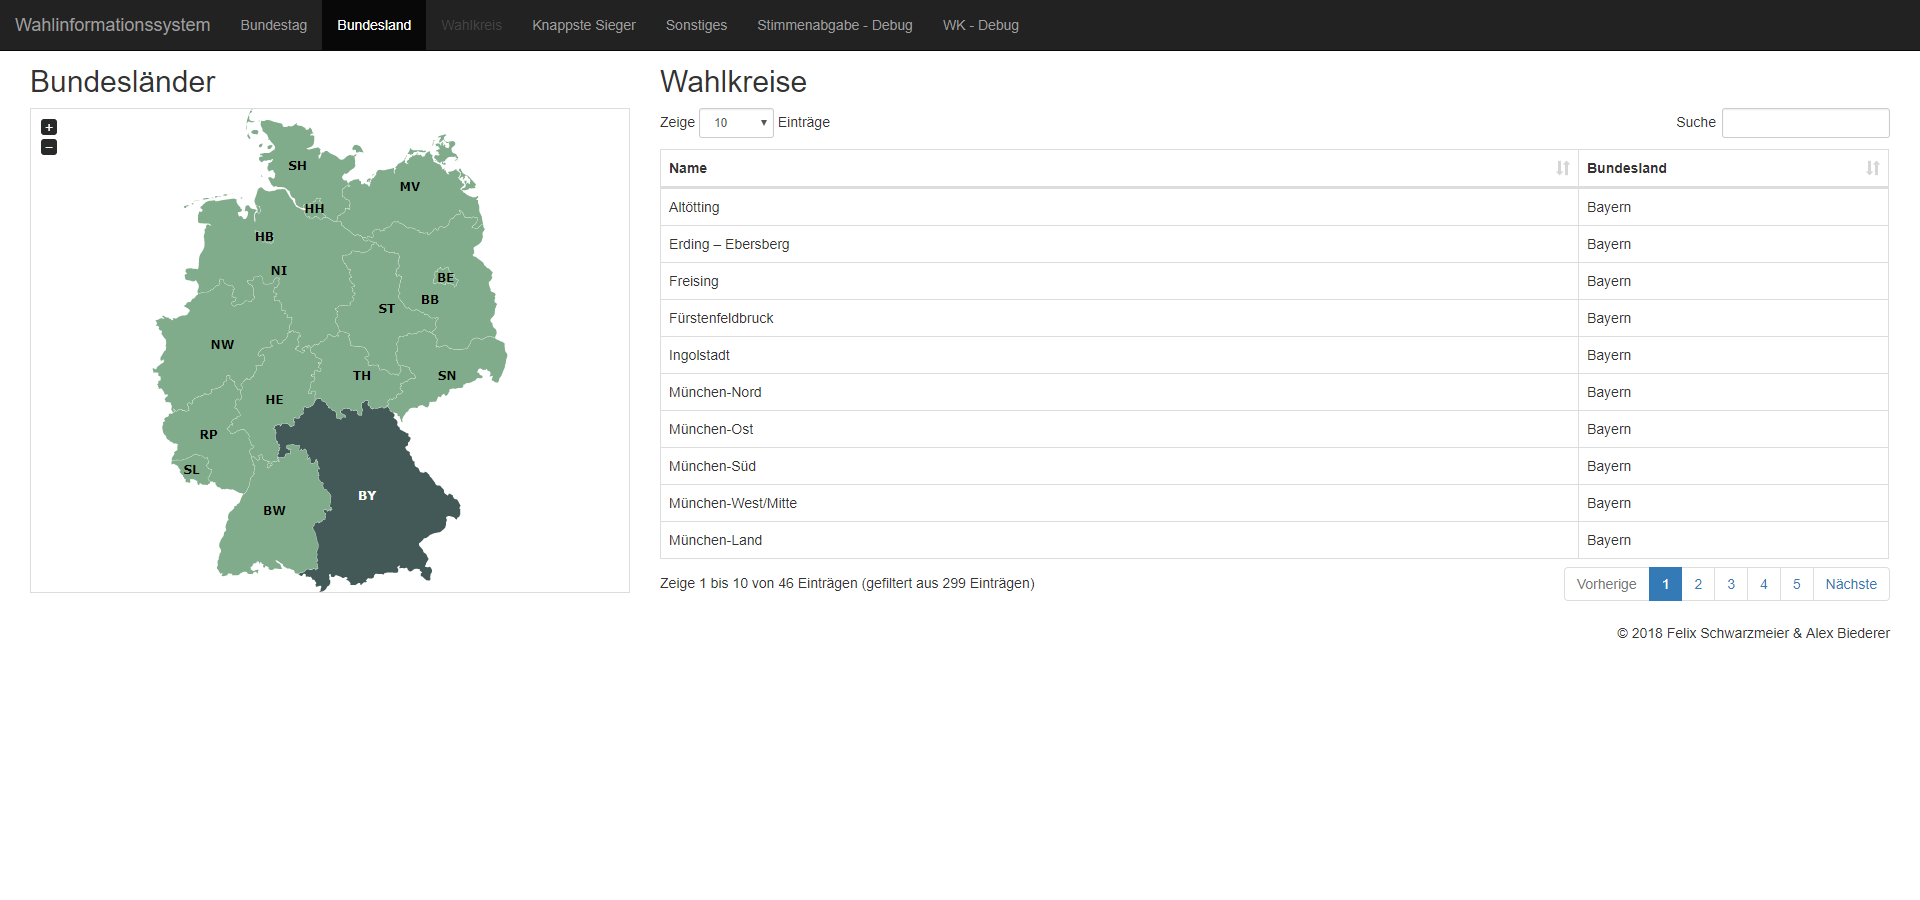 Wahlinformationssystem Bundestag Bundesland Wahlkreis Knappste Sieger Sonstiges Stimmenabgabe - Debug WK - Debug
Bundesländer
+
−
SH
MV
HH
HB
NI
BE
BB
ST
NW
TH
SN
HE
RP
SL
BY
BW
Wahlkreise
Zeige 10 Einträge Suche
Name Bundesland
Altötting Bayern
Erding – Ebersberg Bayern
Freising Bayern
Fürstenfeldbruck Bayern
Ingolstadt Bayern
München-Nord Bayern
München-Ost Bayern
München-Süd Bayern
München-West/Mitte Bayern
München-Land Bayern
Zeige 1 bis 10 von 46 Einträgen (gefiltert aus 299 Einträgen) Vorherige 1 2 3 4 5 Nächste
© 2018 Felix Schwarzmeier & Alex Biederer